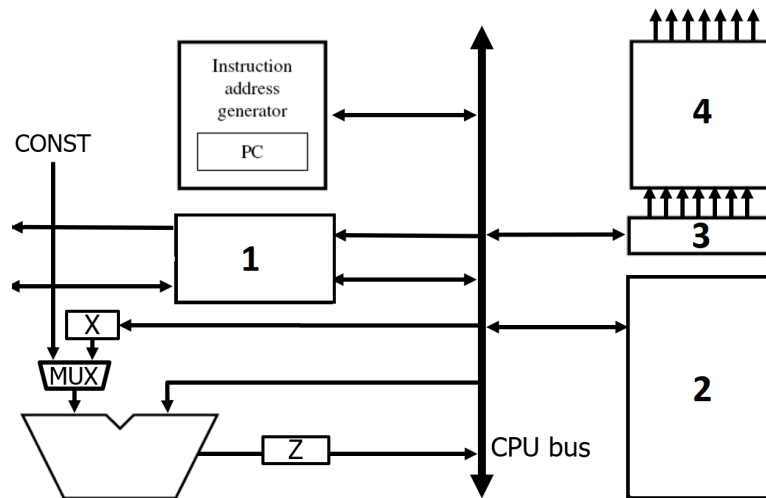 Instruction
address
generator
PC
4
CONST
1
3
X
MUX
2
Z
CPU bus